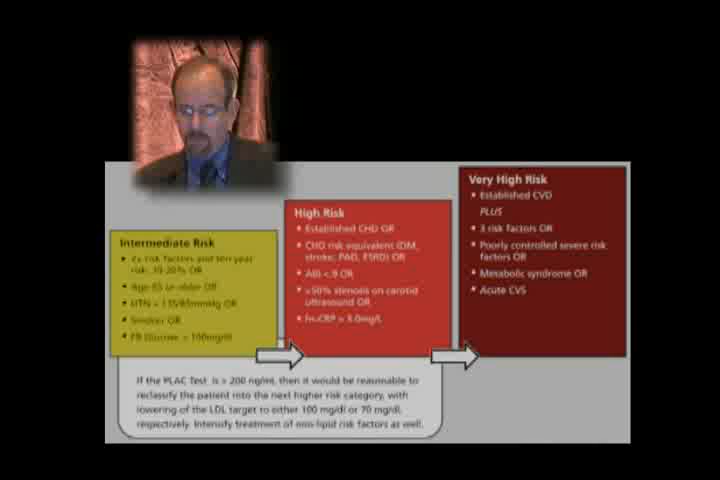 Intermediate Risk
• 2+ risk factors and ten year
risk: 10-20% OR
• Age 65 or older OR
• HTN > 135/85mmHg OR
• Smoker OR
• FB Glucose > 100mg/dl
High Risk
• Established CHD OR
• CHD risk equivalent (DM,
stroke, PAD, ESRD) OR
• ABI <.9 OR
• >50% stenosis on carotid
ultrasound OR
• hs-CRP > 3.0mg/L
Very High Risk
• Established CVD
PLUS
• 3 risk factors OR
• Poorly controlled severe risk
factors OR
• Metabolic syndrome OR
• Acute CVS
If the PLAC Test is > 200 ng/ml, then it would be reasonable to
reclassify the patient into the next higher risk category, with
lowering of the LDL target to either 100 mg/dl or 70 mg/dl,
respectively. Intensify treatment of non-lipid risk factors as well.